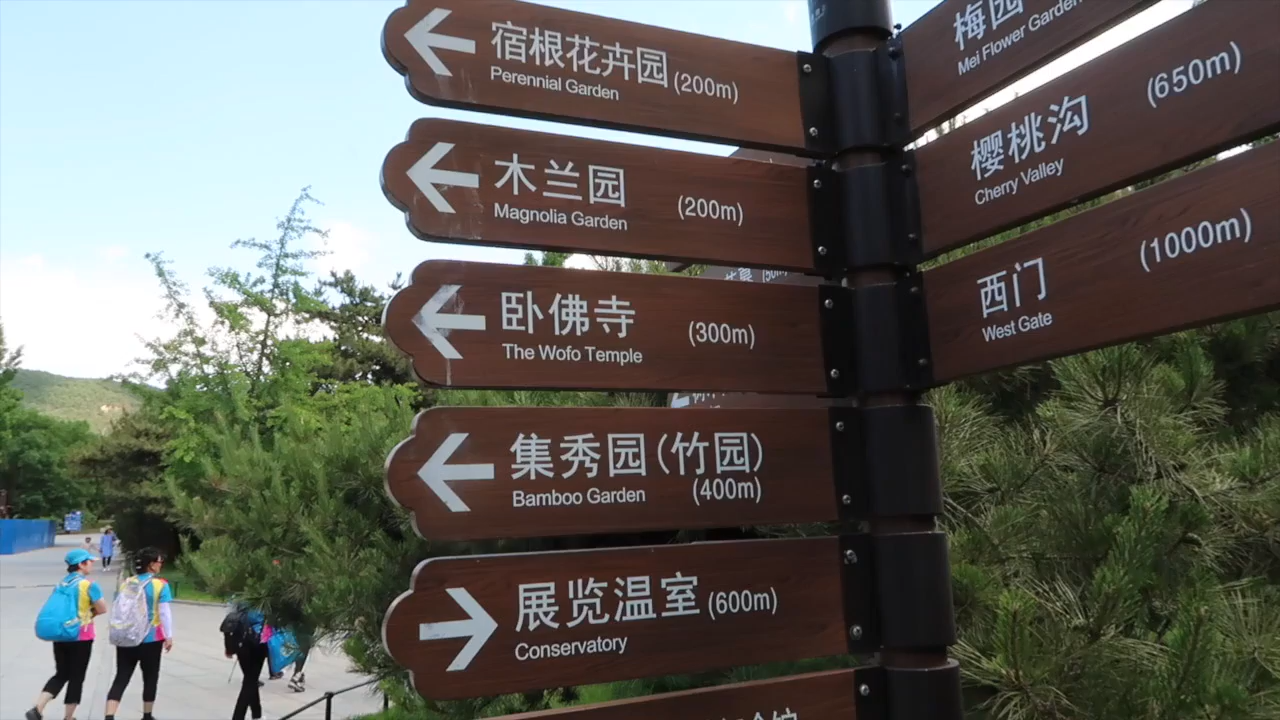 宿根花卉园 (200m)
Perennial Garden
木兰园 (200m)
Magnolia Garden
卧佛寺 (300m)
The Wofo Temple
集秀园(竹园)
Bamboo Garden (400m)
展览温室 (600m)
Conservatory
梅园
Mei Flower Garden
樱桃沟 (650m)
Cherry Valley
西门 (1000m)
West Gate